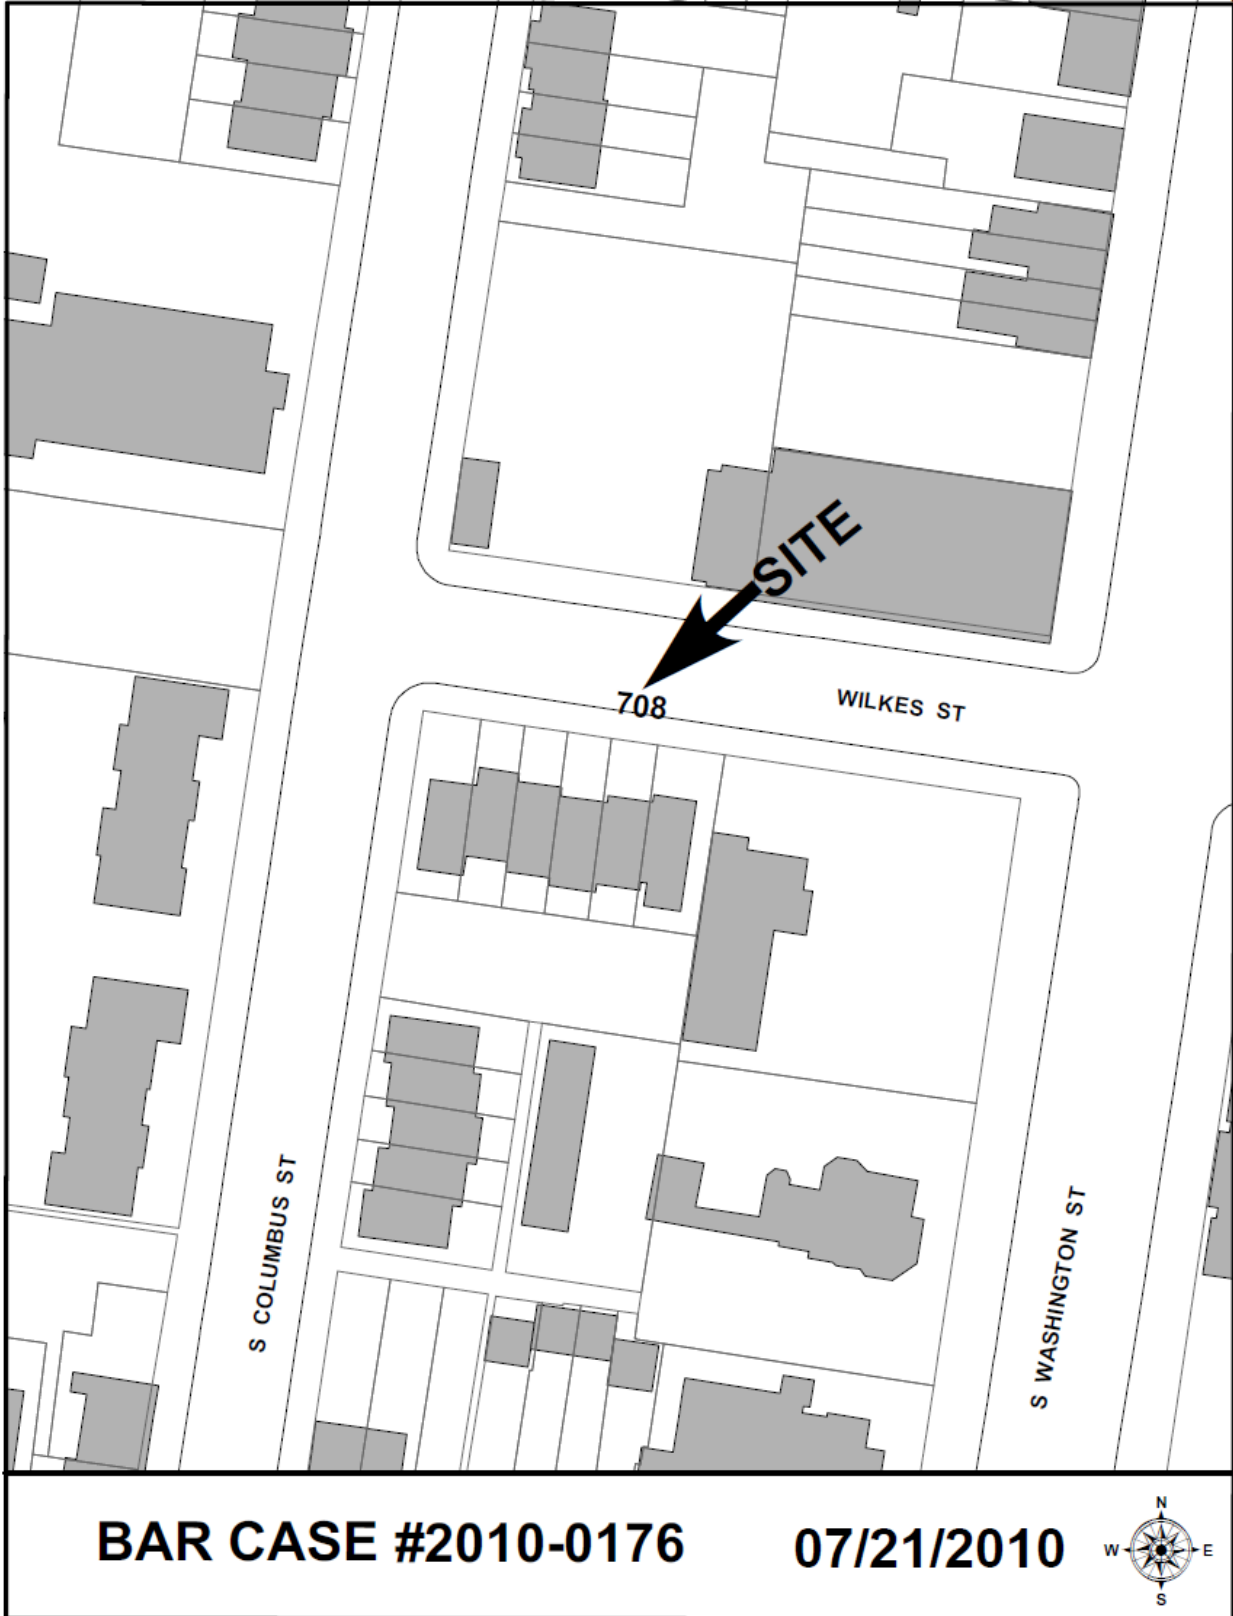 SITE
708
WILKES ST
S COLUMBUS ST
S WASHINGTON ST
BAR CASE #2010-0176
07/21/2010
N
W
E
S